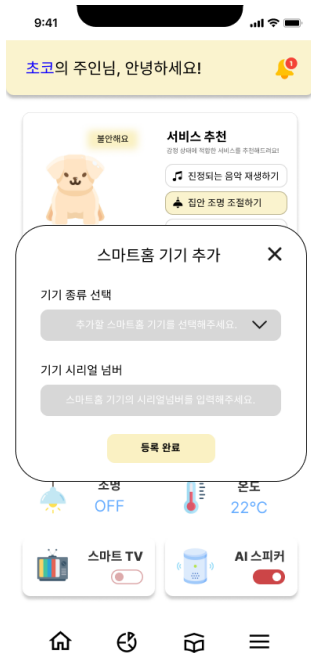 9:41
초코의 주인님, 안녕하세요!
1
불안해요
서비스 추천
감정 상태에 적합한 서비스를 추천해드려요!
진정되는 음악 재생하기
집안 조명 조절하기
스마트홈 기기 추가
기기 종류 선택
추가할 스마트홈 기기를 선택해주세요.
기기 시리얼 넘버
스마트홈 기기의 시리얼넘버를 입력해주세요.
등록 완료
조명
OFF
온도
22°C
스마트 TV
AI 스피커